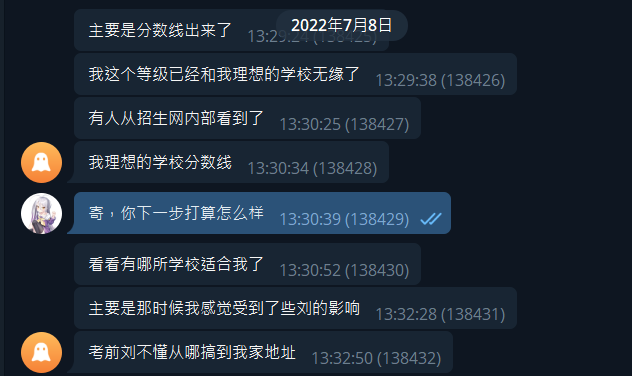 2022年7月8日
主要是分数线出来了 13:29:24 (138425)
我这个等级已经和我理想的学校无缘了 13:29:38 (138426)
有人从招生网内部看到了 13:30:25 (138427)
我理想的学校分数线 13:30:34 (138428)
寄，你下一步打算怎么样 13:30:39 (138429)
看看有哪所学校适合我了 13:30:52 (138430)
主要是那时候我感觉受到了些刘的影响 13:32:28 (138431)
考前刘不懂从哪搞到我家地址 13:32:50 (138432)